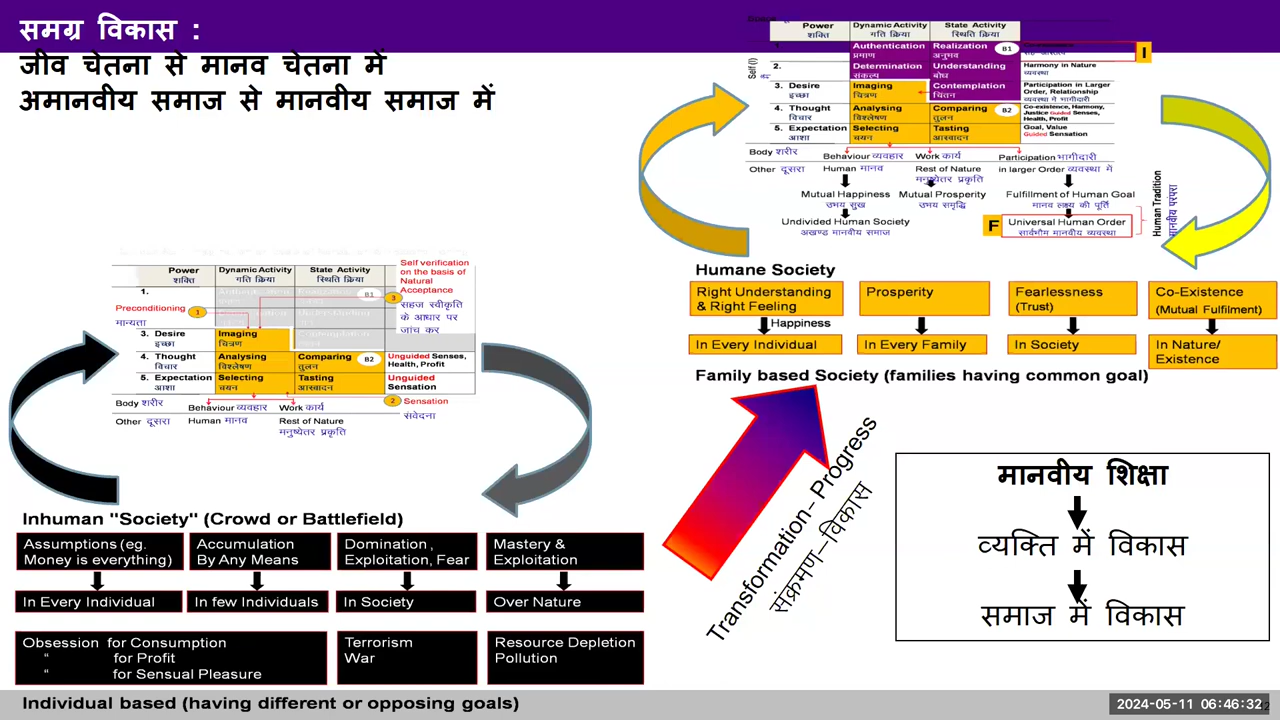 समग्र विकास :
जीव चेतना से मानव चेतना में
अमानवीय समाज से मानवीय समाज में
Power
शक्ति
Dynamic Activity
गति क्रिया
State Activity
स्थिति क्रिया
Self (I)
Authentication
प्रमाण
Realization
अनुभव
B1
I
2.
Determination
संकल्प
Understanding
बोध
Harmony in Nature
व्यवस्था
3. Desire
इच्छा
Imaging
चित्रण
Contemplation
चिंतन
Participation in Larger
Order, Relationship
व्यवस्था में भागीदारी
4. Thought
विचार
Analysing
विश्लेषण
Comparing
तुलन
B2
Co-existence, Harmony,
Justice Guided Senses,
Health, Profit
5. Expectation
आशा
Selecting
चयन
Tasting
आस्वादन
Goal, Value
Guided Sensation
Body शरीर
Behaviour व्यवहार
Work कार्य
Participation भागीदारी
Other दूसरा
Human मानव
Rest of Nature
मनुष्येतर प्रकृति
in larger Order व्यवस्था में
Mutual Happiness
उभय सुख
Mutual Prosperity
उभय समृद्धि
Fulfillment of Human Goal
मानव लक्ष्य की पूर्ति
Undivided Human Society
अखण्ड मानवीय समाज
F
Universal Human Order
सार्वभौम मानवीय व्यवस्था
Human Tradition
मानवीय परंपरा
Humane Society
Right Understanding
& Right Feeling
Prosperity
Fearlessness
(Trust)
Co-Existence
(Mutual Fulfilment)
Happiness
In Every Individual
In Every Family
In Society
In Nature/
Existence
Family based Society (families having common goal)
Power
शक्ति
Dynamic Activity
गति क्रिया
State Activity
स्थिति क्रिया
Self verification
on the basis of
Natural
Acceptance
1.
B1
3
सहज स्वीकृति
के आधार पर
जांच कर
Preconditioning
मान्यता
1
3. Desire
इच्छा
Imaging
चित्रण
4. Thought
विचार
Analysing
विश्लेषण
Comparing
तुलन
B2
Unguided Senses,
Health, Profit
5. Expectation
आशा
Selecting
चयन
Tasting
आस्वादन
Unguided
Sensation
Body शरीर
Behaviour व्यवहार
Work कार्य
2
Sensation
संवेदना
Other दूसरा
Human मानव
Rest of Nature
मनुष्येतर प्रकृति
Inhuman "Society" (Crowd or Battlefield)
Assumptions (eg.
Money is everything)
Accumulation
By Any Means
Domination ,
Exploitation, Fear
Mastery &
Exploitation
In Every Individual
In few Individuals
In Society
Over Nature
Obsession for Consumption
“ for Profit
“ for Sensual Pleasure
Terrorism
War
Resource Depletion
Pollution
Individual based (having different or opposing goals)
Transformation- Progress
संक्रमण–विकास
मानवीय शिक्षा
व्यक्ति में विकास
समाज में विकास
2024-05-11 06:46:32